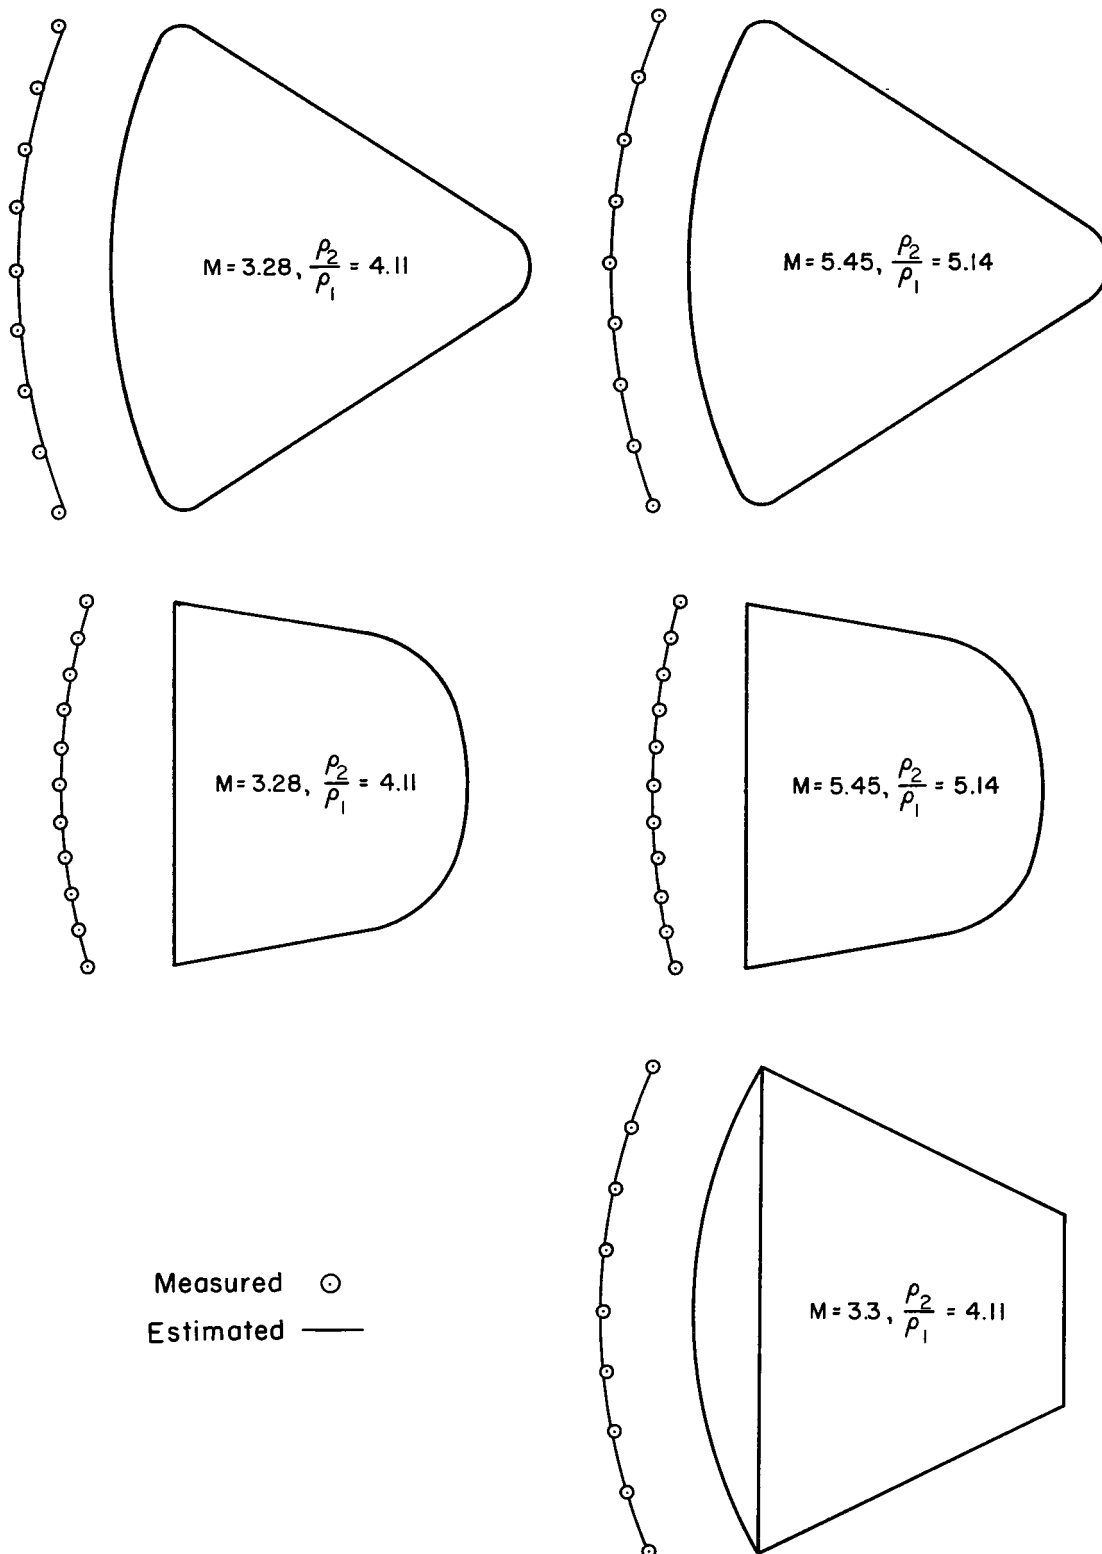 M = 3.28, ρ2/ρ1 = 4.11
M = 5.45, ρ2/ρ1 = 5.14
M = 3.28, ρ2/ρ1 = 4.11
M = 5.45, ρ2/ρ1 = 5.14
Measured ⊙
Estimated —
M = 3.3, ρ2/ρ1 = 4.11